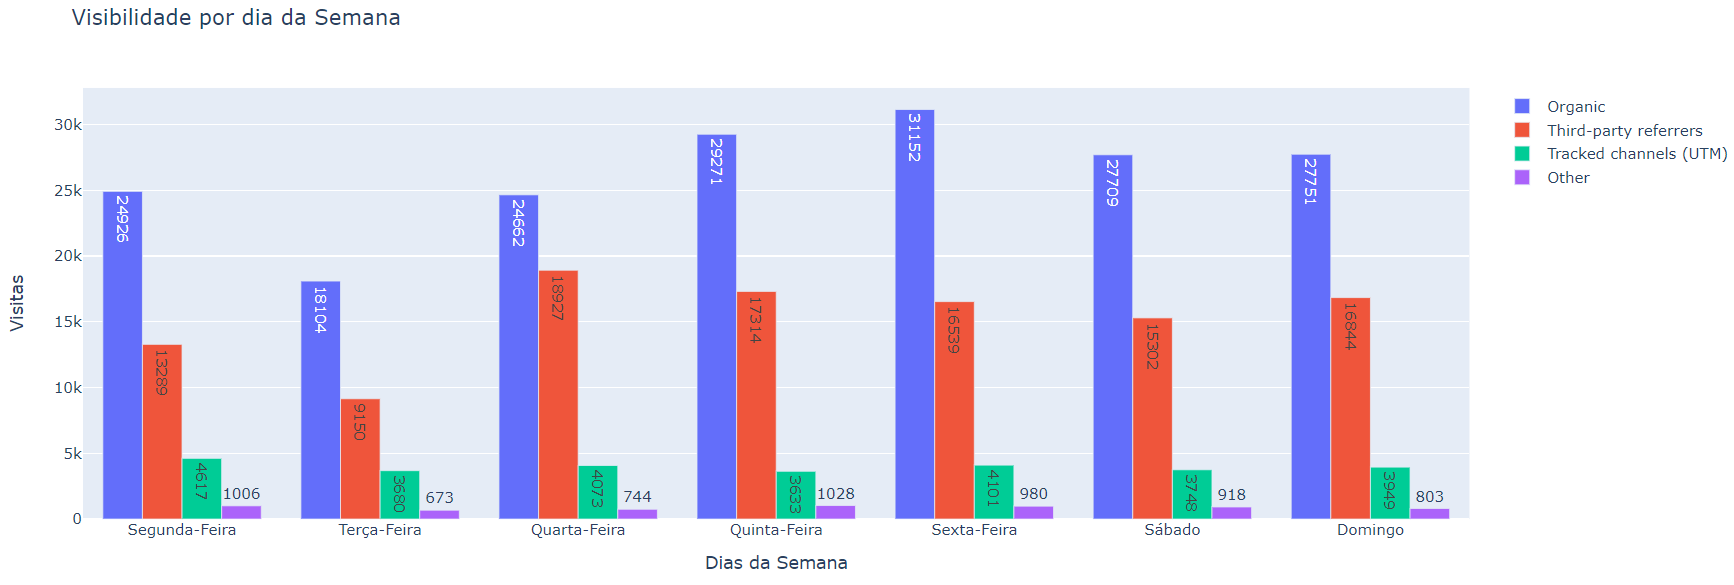 Visibilidade por dia da Semana
Organic
Third-party referrers
Tracked channels (UTM)
Other
Visitas
30k
25k
20k
15k
10k
5k
0
24926
13289
4617
1006
18104
9150
3680
673
24662
18927
4073
744
29271
17314
3633
1028
31152
16539
4101
980
27709
15302
3748
918
27751
16844
3949
803
Segunda-Feira
Terça-Feira
Quarta-Feira
Quinta-Feira
Sexta-Feira
Sábado
Domingo
Dias da Semana